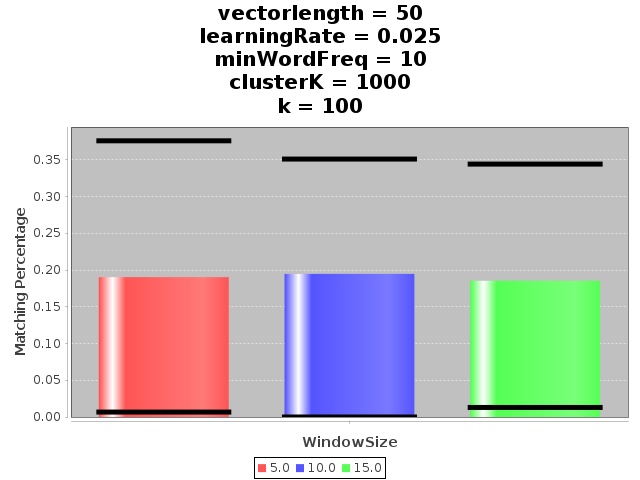 vectorlength = 50
learningRate = 0.025
minWordFreq = 10
clusterK = 1000
k = 100
Matching Percentage
0.35
0.30
0.25
0.20
0.15
0.10
0.05
0.00
WindowSize
5.0 10.0 15.0